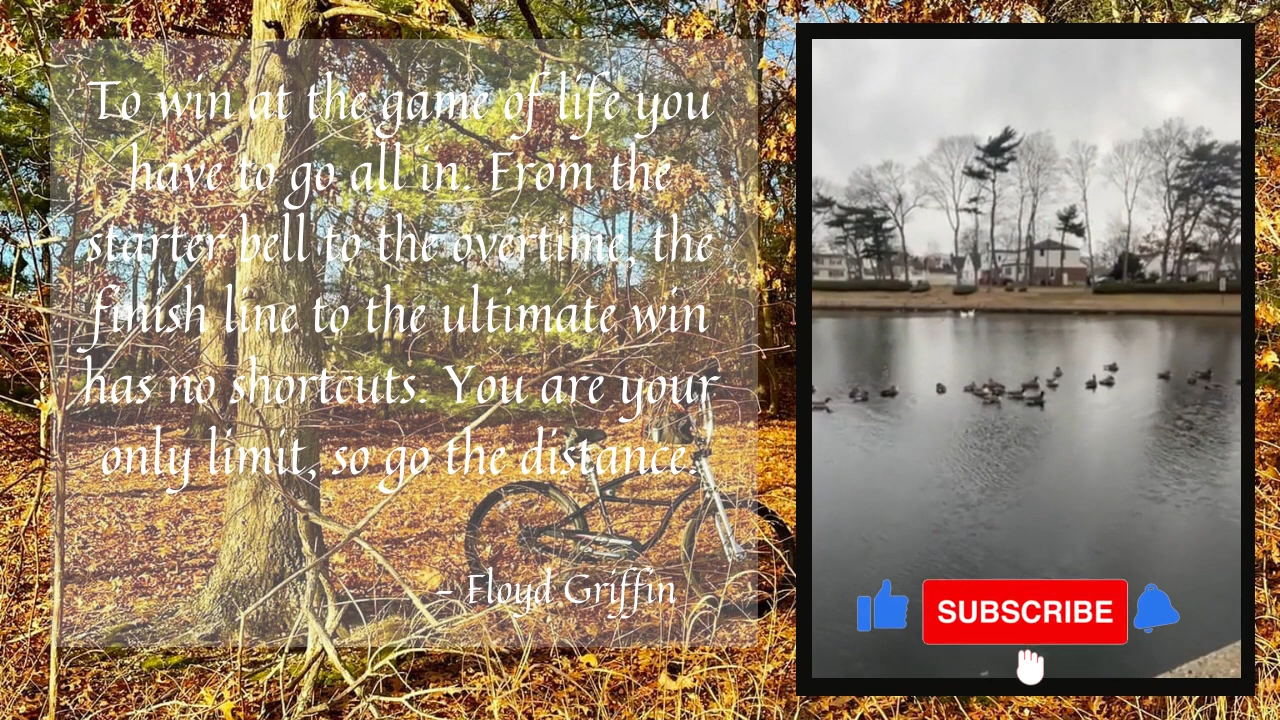 To win at the game of life you
have to go all in. From the
starter bell to the overtime, the
finish line to the ultimate win
has no shortcuts. You are your
only limit, so go the distance.
- Floyd Griffin
SUBSCRIBE